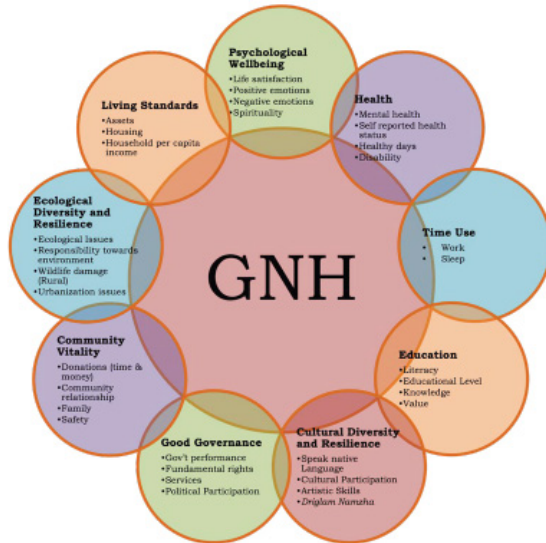 Psychological
Wellbeing
•Life satisfaction
•Positive emotions
•Negative emotions
•Spirituality
Health
•Mental health
•Self reported health
status
•Healthy days
•Disability
Time Use
• Work
• Sleep
Education
•Literacy
•Educational Level
•Knowledge
•Value
Cultural Diversity
and Resilience
•Speak native
Language
•Cultural Participation
•Artistic Skills
•Driglam Namzha
Good Governance
•Gov't performance
•Fundamental rights
•Services
•Political Participation
Community
Vitality
•Donations (time &
money)
•Community
relationship
•Family
•Safety
Ecological
Diversity and
Resilience
•Ecological Issues
•Responsibility towards
environment
•Wildlife damage
(Rural)
•Urbanization issues
Living Standards
•Assets
•Housing
•Household per capita
income
GNH